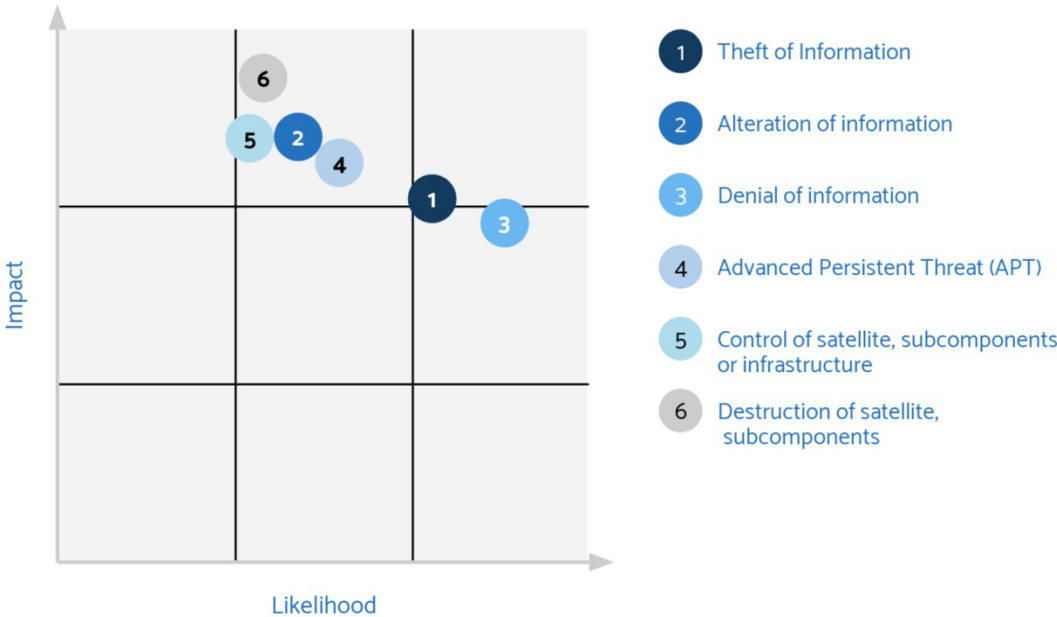 6
5
2
4
1
3
Impact
Likelihood
1 Theft of Information
2 Alteration of information
3 Denial of information
4 Advanced Persistent Threat (APT)
5 Control of satellite, subcomponents
or infrastructure
6 Destruction of satellite,
subcomponents